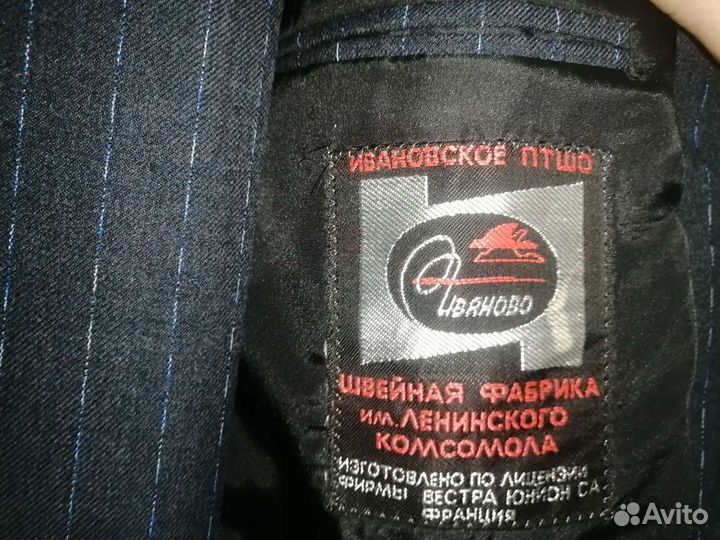 ИВАНОВСКОЕ ПТШО
Иваново
ШВЕЙНАЯ ФАБРИКА
им. ЛЕНИНСКОГО
КОМСОМОЛА
ИЗГОТОВЛЕНО ПО ЛИЦЕНЗИИ
ФИРМЫ ВЕСТРА ЮНИОН СА
ФРАНЦИЯ
Avito